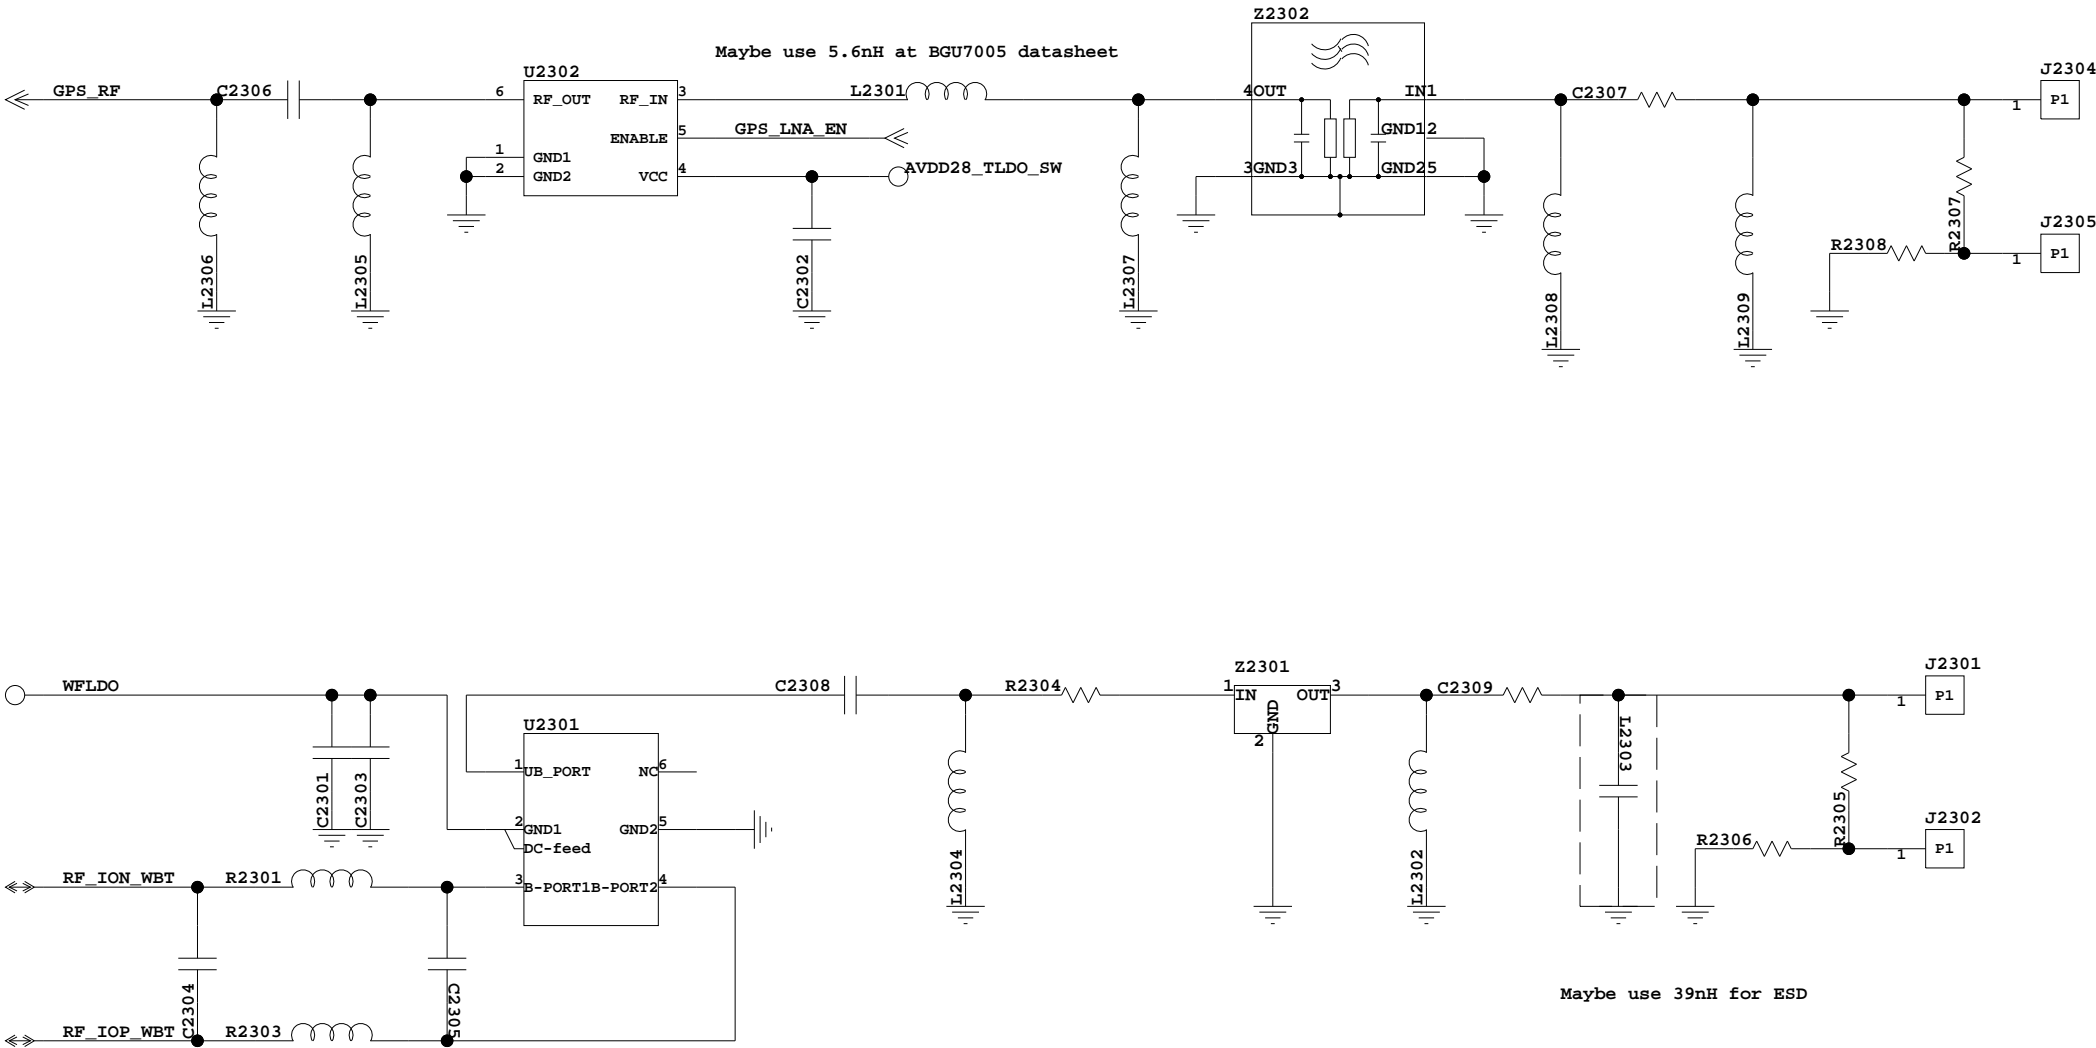 Z2302
Maybe use 5.6nH at BGU7005 datasheet
U2302
J2304
GPS_RF
C2306
6
RF_OUT
RF_IN
3
L2301
4
OUT
IN1
C2307
1
P1
ENABLE
5
GPS_LNA_EN
GND12
1
GND1
2
GND2
VCC
4
AVDD28_TLDO_SW
3
GND3
GND25
R2307
J2305
R2308
1
P1
L2306
L2305
C2302
L2307
L2308
L2309
Z2301
J2301
WFLDO
C2308
R2304
1
IN
OUT
3
GND
2
C2309
1
P1
U2301
L2303
1
UB_PORT
NC
6
C2301
C2303
2
GND1
GND2
5
DC-feed
R2305
J2302
R2306
1
P1
L2304
L2302
RF_ION_WBT
R2301
3
B-PORT1
B-PORT2
4
C2304
C2305
Maybe use 39nH for ESD
RF_IOP_WBT
R2303